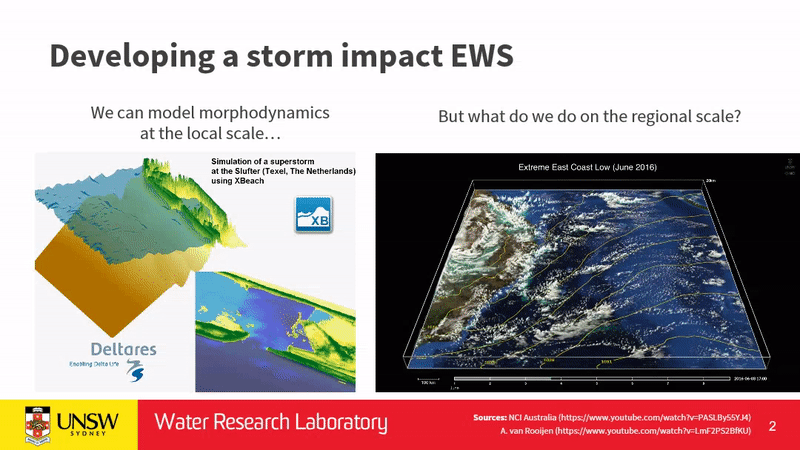 Developing a storm impact EWS
We can model morphodynamics
at the local scale…
But what do we do on the regional scale?
Simulation of a superstorm
at the Slufter (Texel, The Netherlands)
using XBeach
XB
Deltares
Enabling Delta Life
Extreme East Coast Low (June 2016)
20km
100 km
UNSW
SYDNEY
Water Research Laboratory
Sources: NCI Australia (https://www.youtube.com/watch?v=PASLBy55YJ4)
A. van Rooijen (https://www.youtube.com/watch?v=LmF2PS2BfKU)
2